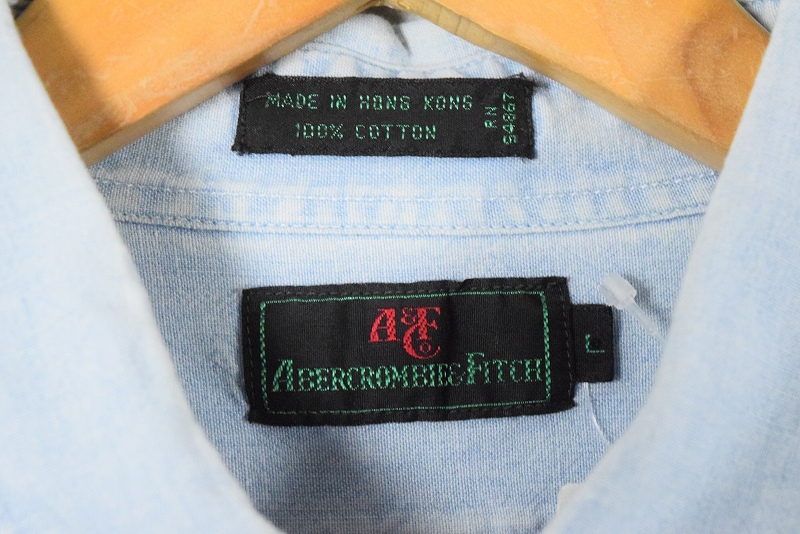 MADE IN HONG KONG
100% COTTON
RN
54867
A&F
Co
ABERCROMBIE&FITCH
L